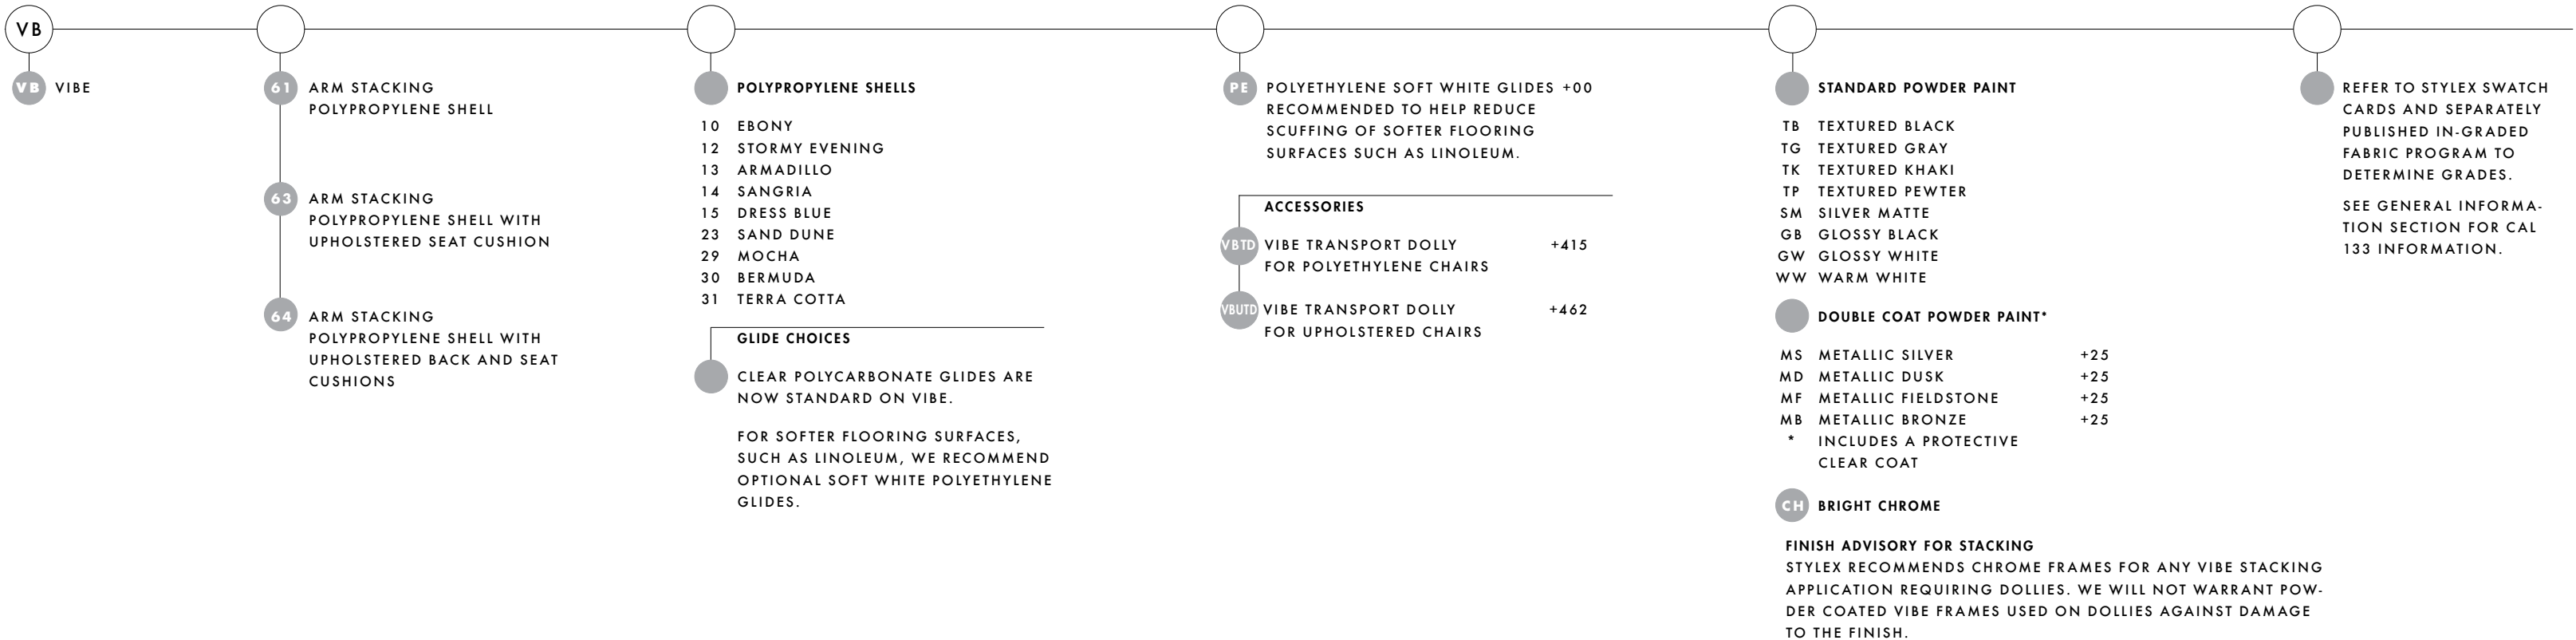 VB
VB VIBE
61 ARM STACKING
POLYPROPYLENE SHELL
63 ARM STACKING
POLYPROPYLENE SHELL WITH
UPHOLSTERED SEAT CUSHION
64 ARM STACKING
POLYPROPYLENE SHELL WITH
UPHOLSTERED BACK AND SEAT
CUSHIONS
POLYPROPYLENE SHELLS
10 EBONY
12 STORMY EVENING
13 ARMADILLO
14 SANGRIA
15 DRESS BLUE
23 SAND DUNE
29 MOCHA
30 BERMUDA
31 TERRA COTTA
GLIDE CHOICES
CLEAR POLYCARBONATE GLIDES ARE
NOW STANDARD ON VIBE.
FOR SOFTER FLOORING SURFACES,
SUCH AS LINOLEUM, WE RECOMMEND
OPTIONAL SOFT WHITE POLYETHYLENE
GLIDES.
PE POLYETHYLENE SOFT WHITE GLIDES +00
RECOMMENDED TO HELP REDUCE
SCUFFING OF SOFTER FLOORING
SURFACES SUCH AS LINOLEUM.
ACCESSORIES
VBTD VIBE TRANSPORT DOLLY +415
FOR POLYETHYLENE CHAIRS
VBUTD VIBE TRANSPORT DOLLY +462
FOR UPHOLSTERED CHAIRS
STANDARD POWDER PAINT
TB TEXTURED BLACK
TG TEXTURED GRAY
TK TEXTURED KHAKI
TP TEXTURED PEWTER
SM SILVER MATTE
GB GLOSSY BLACK
GW GLOSSY WHITE
WW WARM WHITE
DOUBLE COAT POWDER PAINT*
MS METALLIC SILVER +25
MD METALLIC DUSK +25
MF METALLIC FIELDSTONE +25
MB METALLIC BRONZE +25
* INCLUDES A PROTECTIVE
CLEAR COAT
CH BRIGHT CHROME
FINISH ADVISORY FOR STACKING
STYLEX RECOMMENDS CHROME FRAMES FOR ANY VIBE STACKING
APPLICATION REQUIRING DOLLIES. WE WILL NOT WARRANT POW-
DER COATED VIBE FRAMES USED ON DOLLIES AGAINST DAMAGE
TO THE FINISH.
REFER TO STYLEX SWATCH
CARDS AND SEPARATELY
PUBLISHED IN-GRADED
FABRIC PROGRAM TO
DETERMINE GRADES.
SEE GENERAL INFORMA-
TION SECTION FOR CAL
133 INFORMATION.